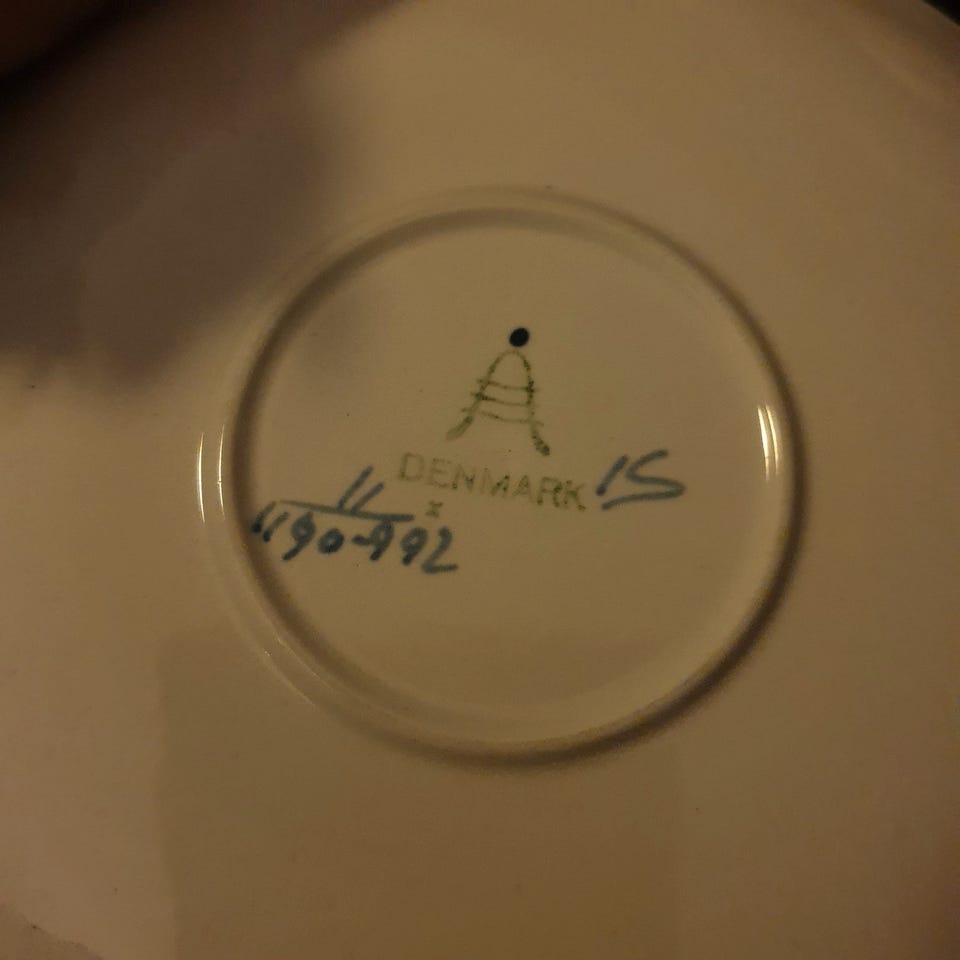 Å
DENMARK
x
IS
11
1190-992